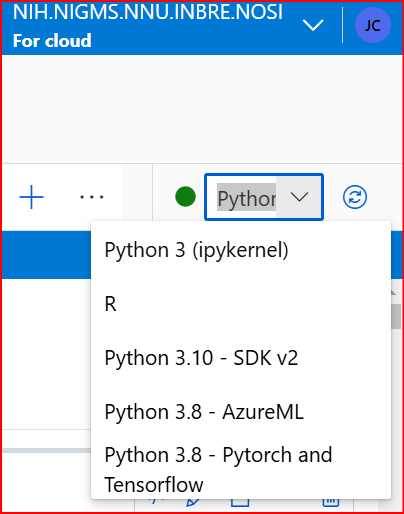 NIH.NIGMS.NNU.INBRE.NOSI
For cloud
JC
Python
Python 3 (ipykernel)
R
Python 3.10 - SDK v2
Python 3.8 - AzureML
Python 3.8 - Pytorch and
Tensorflow